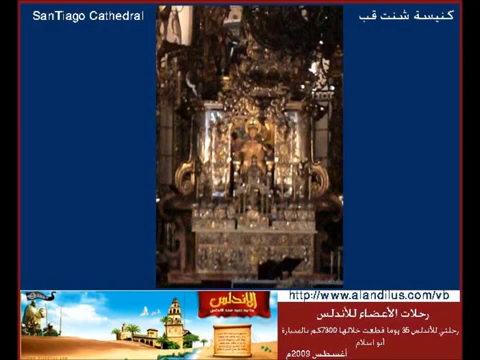 SanTiago Cathedral
كنيسة شنت قب
http://www.alandilus.com/vb
الأندلس
رحلات الأعضاء للأندلس
رحلتي للأندلس 35 يوما قطعت خلالها 7300كم بالسيارة
أبو اسلام
أغسطس 2009م